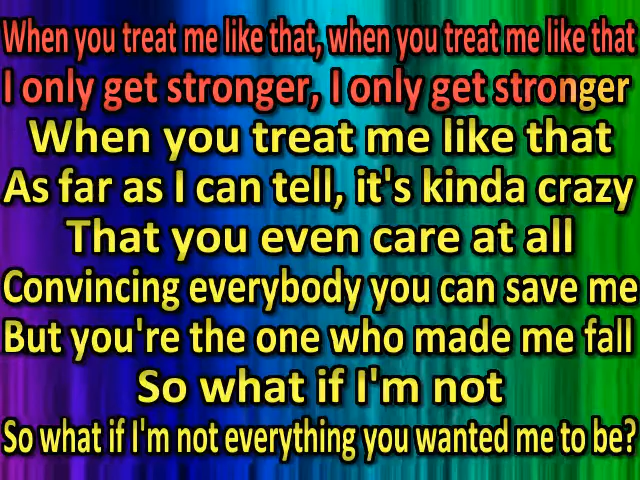 When you treat me like that, when you treat me like that
I only get stronger, I only get stronger
When you treat me like that
As far as I can tell, it's kinda crazy
That you even care at all
Convincing everybody you can save me
But you're the one who made me fall
So what if I'm not
So what if I'm not everything you wanted me to be?